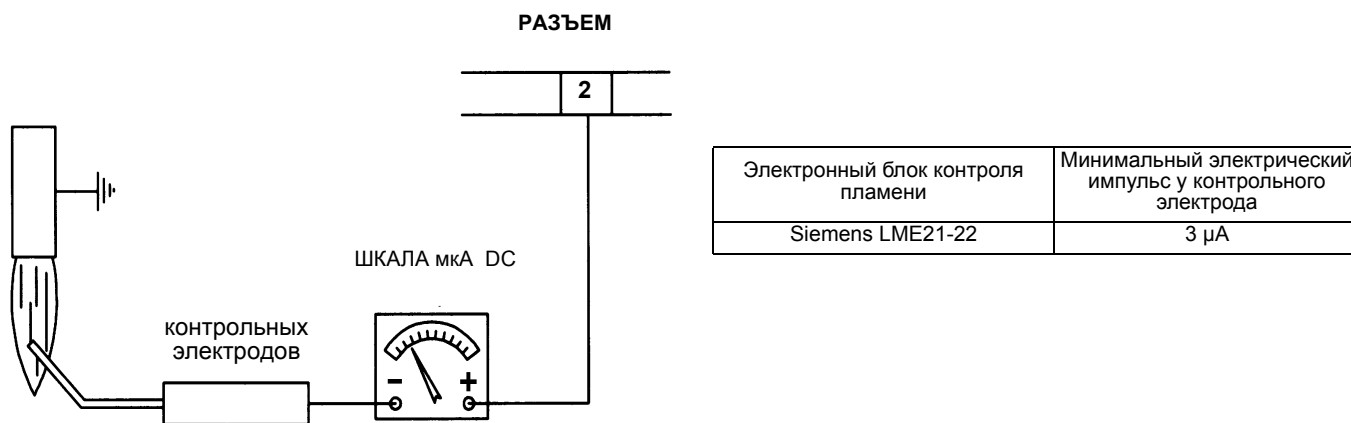 РАЗЪЕМ
2
ШКАЛА мкА DC
контрольных
электродов
- +
Электронный блок контроля
пламени
Минимальный электрический
импульс у контрольного
электрода
Siemens LME21-22
3 µA